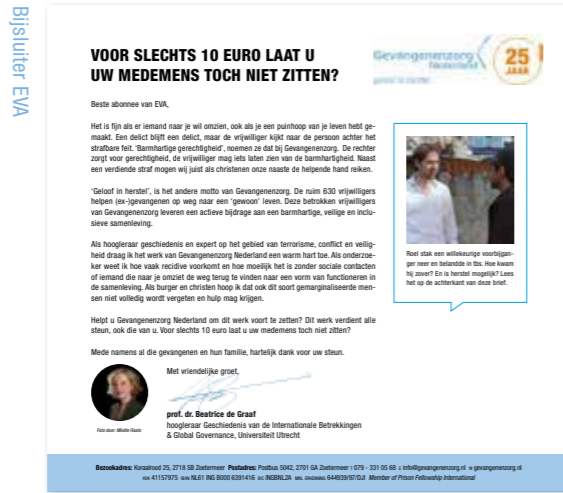 Bijsluiter EVA
VOOR SLECHTS 10 EURO LAAT U
UW MEDEMENS TOCH NIET ZITTEN?
Gevangenenzorg
Nederland
25
JAAR
Beste abonnee van EVA,
Het is fijn als er iemand naar je wil omzien, ook als je een puinhoop van je leven hebt ge-
maakt. Een delict blijft een delict, maar de vrijwilliger kijkt naar de persoon achter het
strafbare feit. 'Barmhartige gerechtigheid', noemen ze dat bij Gevangenenzorg. De rechter
zorgt voor gerechtigheid, de vrijwilliger mag iets laten zien van de barmhartigheid. Naast
een verdiende straf mogen wij juist als christenen onze naaste de helpende hand reiken.
'Geloof in herstel', is het andere motto van Gevangenenzorg. De ruim 630 vrijwilligers
helpen (ex-)gevangenen op weg naar een 'gewoon' leven. Deze betrokken vrijwilligers
van Gevangenenzorg leveren een actieve bijdrage aan een barmhartige, veilige en inclu-
sieve samenleving.
Als hoogleraar geschiedenis en expert op het gebied van terrorisme, conflict en veilig-
heid draag ik het werk van Gevangenenzorg Nederland een warm hart toe. Als onderzoe-
ker weet ik hoe vaak recidive voorkomt en hoe moeilijk het is zonder sociale contacten
of iemand die naar je omziet de weg terug te vinden naar een vorm van functioneren in
de samenleving. Als burger en christen hoop ik dat ook dit soort gemarginaliseerde men-
sen niet volledig wordt vergeten en hulp mag krijgen.
Helpt u Gevangenenzorg Nederland om dit werk voort te zetten? Dit werk verdient alle
steun, ook die van u. Voor slechts 10 euro laat u uw medemens toch niet zitten?
Mede namens al die gevangenen en hun familie, hartelijk dank voor uw steun.
Met vriendelijke groet,
prof. dr. Beatrice de Graaf
hoogleraar Geschiedenis van de Internationale Betrekkingen
& Global Governance, Universiteit Utrecht
Foto door: Milette Raats
Roel stak een willekeurige voorbijgan-
ger neer en belandde in tbs. Hoe kwam
hij zover? En is herstel mogelijk? Lees
het op de achterkant van deze brief.
Bezoekadres: Koraalrood 25, 2718 SB Zoetermeer Postadres: Postbus 5042, 2701 GA Zoetermeer T 079 - 331 05 68 E info@gevangenenzorg.nl W gevangenenzorg.nl
KVK 41157975 IBAN NL61 ING B000 6391416 BIC INGBNL2A 644939/97/DJI Member of Prison Fellowship International